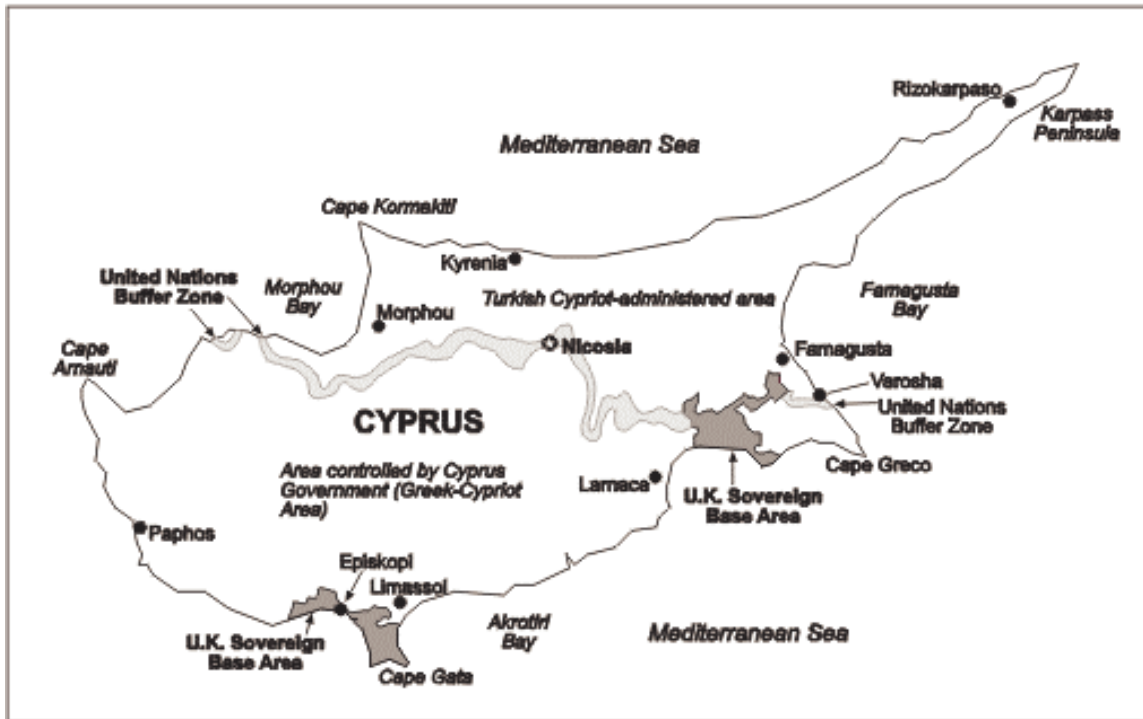 Rizokarpaso
Karpass
Peninsula
Mediterranean Sea
Cape Kormakiti
Kyrenia
United Nations
Buffer Zone
Morphou
Bay
Turkish Cypriot-administered area
Famagusta
Bay
Morphou
Cape
Arnauti
Nicosia
Famagusta
Varosha
United Nations
Buffer Zone
CYPRUS
Cape Greco
Area controlled by Cyprus
Government (Greek-Cypriot
Area)
Larnaca
U.K. Sovereign
Base Area
Paphos
Episkopi
Limassol
Akrotiri
Bay
Mediterranean Sea
U.K. Sovereign
Base Area
Cape Gata